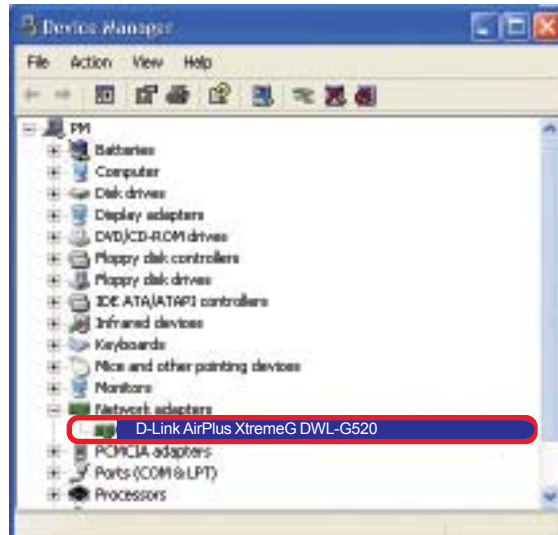 Device Manager
File Action View Help
PM
Batteries
Computer
Disk drives
Display adapters
DVD/CD-ROM drives
Floppy disk controllers
Floppy disk drives
IDE ATA/ATAPI controllers
Infrared devices
Keyboards
Mice and other pointing devices
Monitors
Network adapters
D-Link AirPlus XtremeG DWL-G520
PCMCIA adapters
Ports (COM & LPT)
Processors